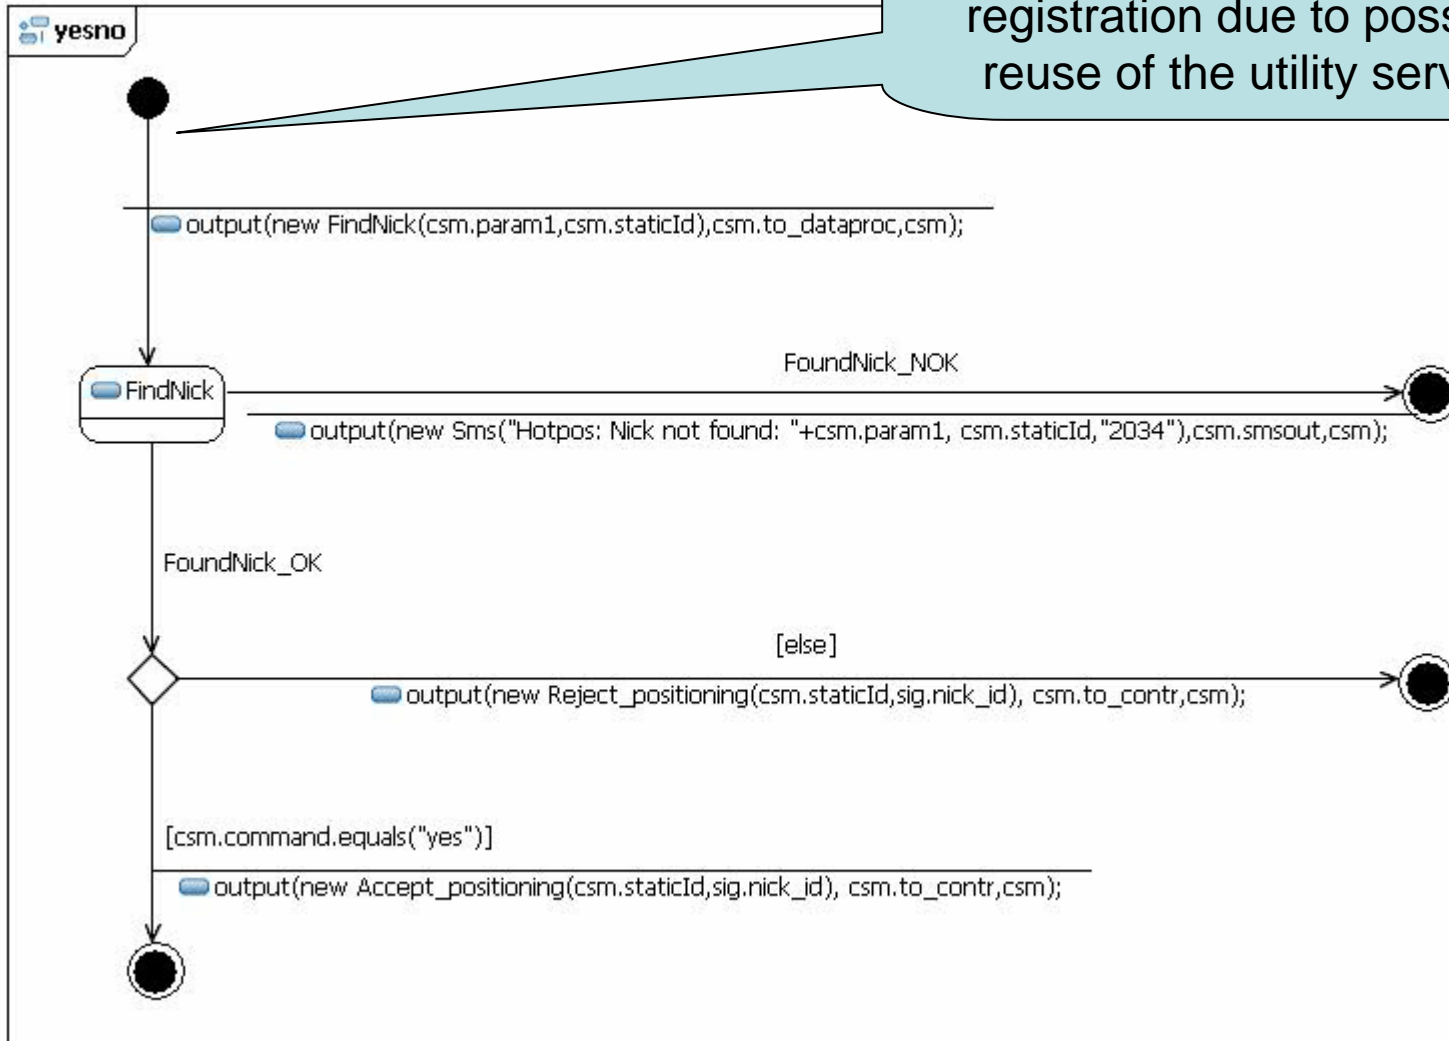 yesno
registration due to
reuse of the utility
output(new FindNick(csm.param1,csm.staticId),csm.to_dataproc,csm);
FoundNick_NOK
FindNick
output(new Sms("Hotpos: Nick not found: "+csm.param1, csm.staticId,"2034"),csm.smsout,csm);
FoundNick_OK
[else]
output(new Reject_positioning(csm.staticId,sig.nick_id), csm.to_contr,csm);
[csm.command.equals("yes")]
output(new Accept_positioning(csm.staticId,sig.nick_id), csm.to_contr,csm);